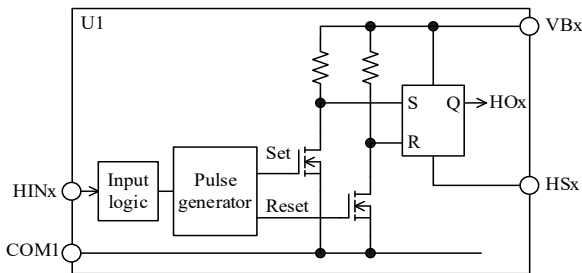 U1
VBx
S
Q
HOx
R
Set
HINx
Input
logic
Pulse
generator
HSx
Reset
COM1